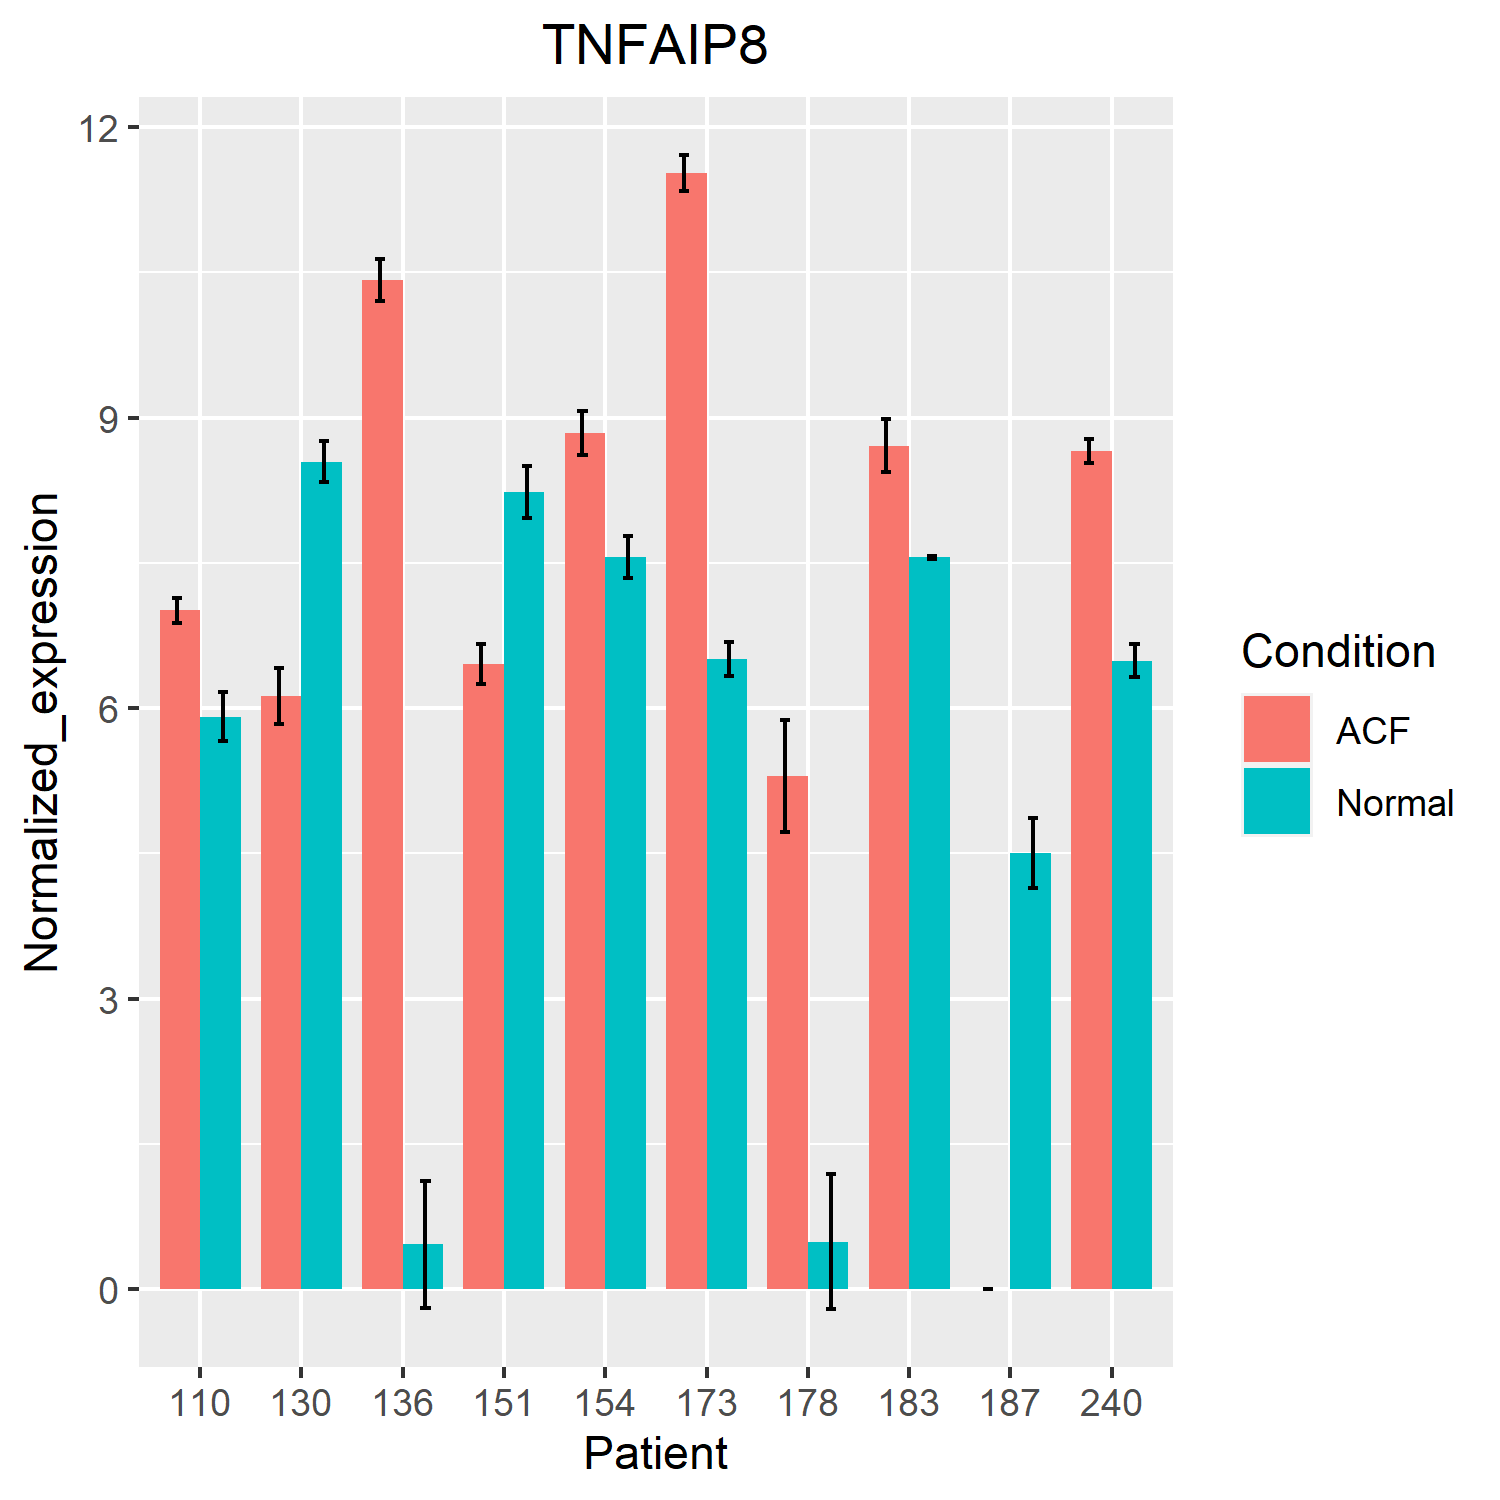 TNFAIP8
Normalized_expression
12
9
6
3
0
110 130 136 151 154 173 178 183 187 240
Patient
Condition
ACF
Normal